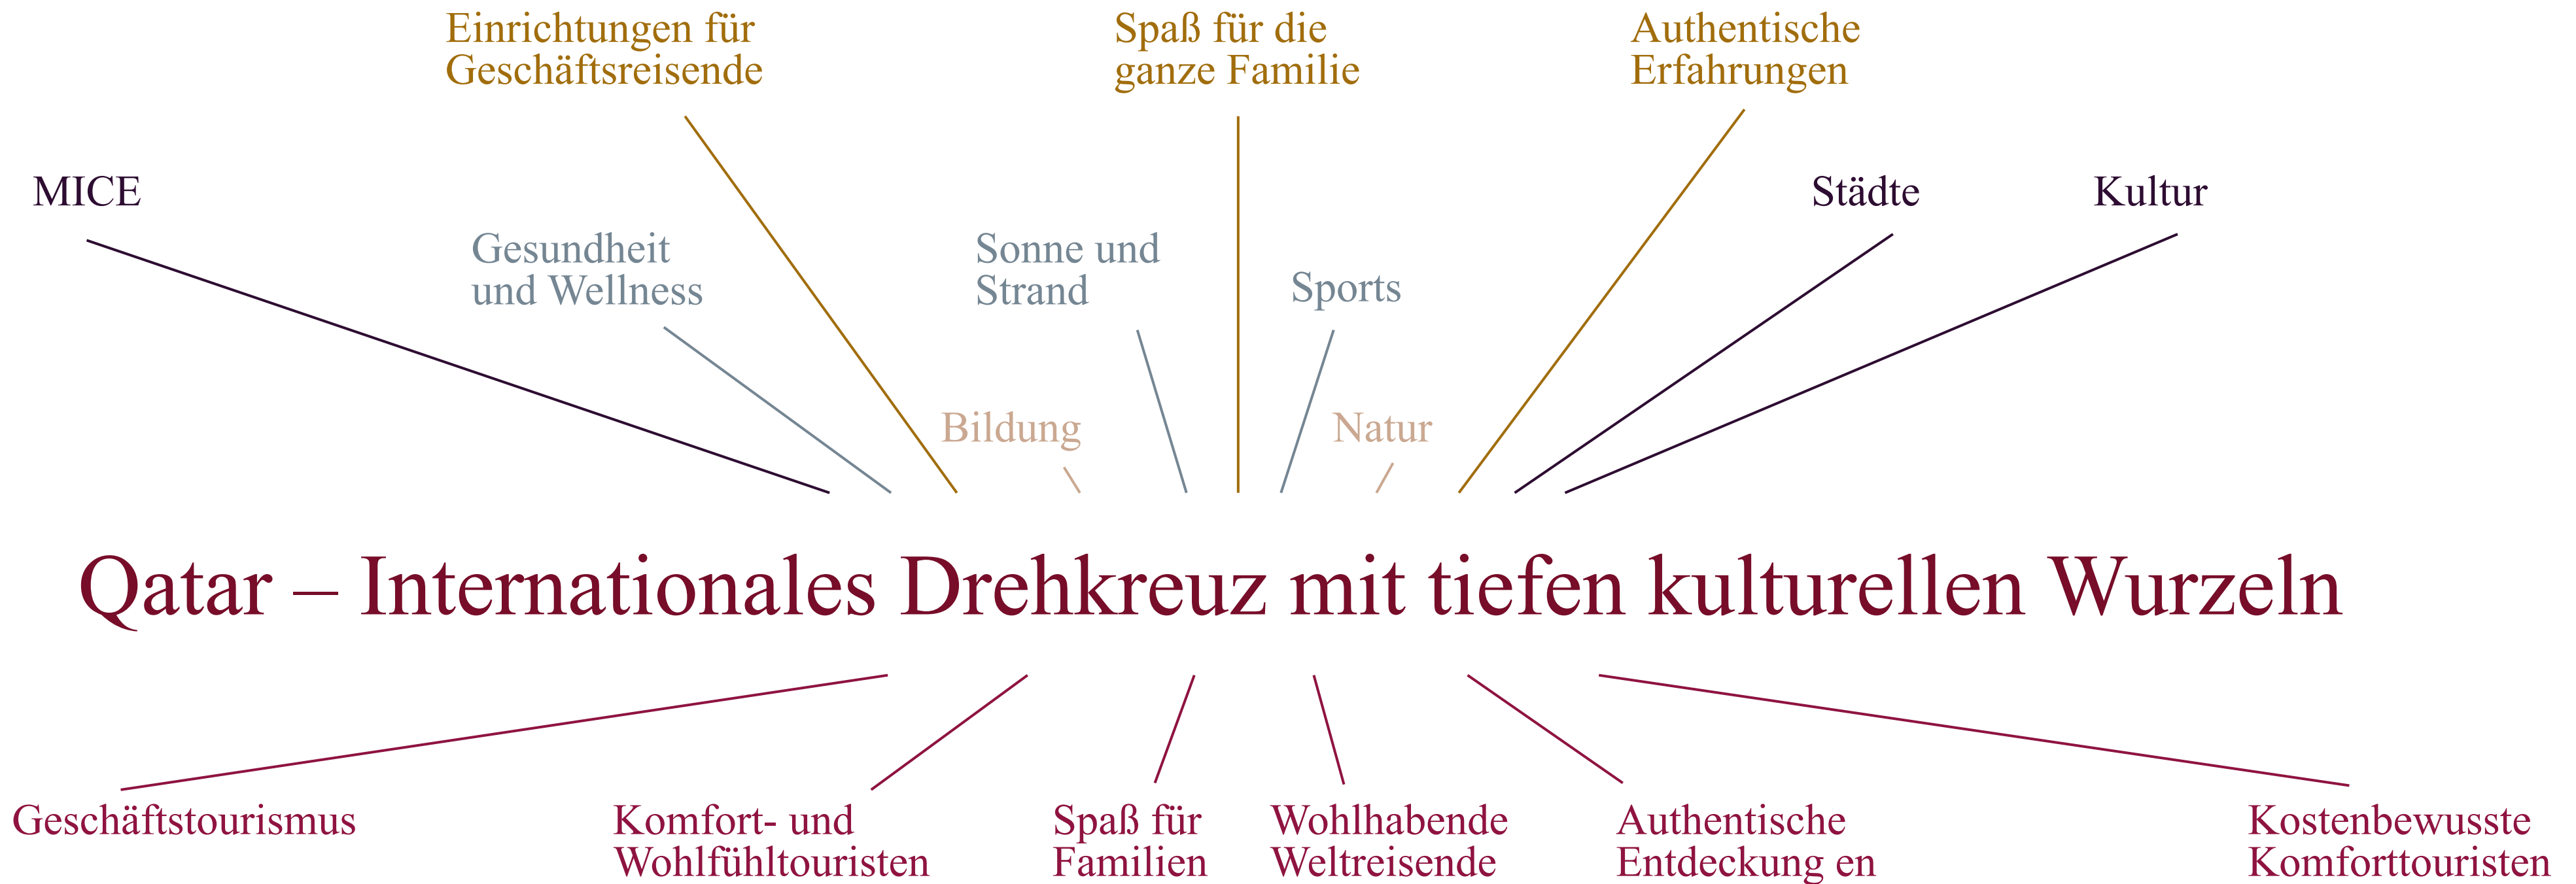 Einrichtungen für
Geschäftsreisende
Spaß für die
ganze Familie
Authentische
Erfahrungen
MICE
Städte
Kultur
Gesundheit
und Wellness
Sonne und
Strand
Sports
Bildung
Natur
Qatar – Internationales Drehkreuz mit tiefen kulturellen Wurzeln
Geschäftstourismus
Komfort- und
Wohlfühltouristen
Spaß für
Familien
Wohlhabende
Weltreisende
Authentische
Entdeckung en
Kostenbewusste
Komforttouristen